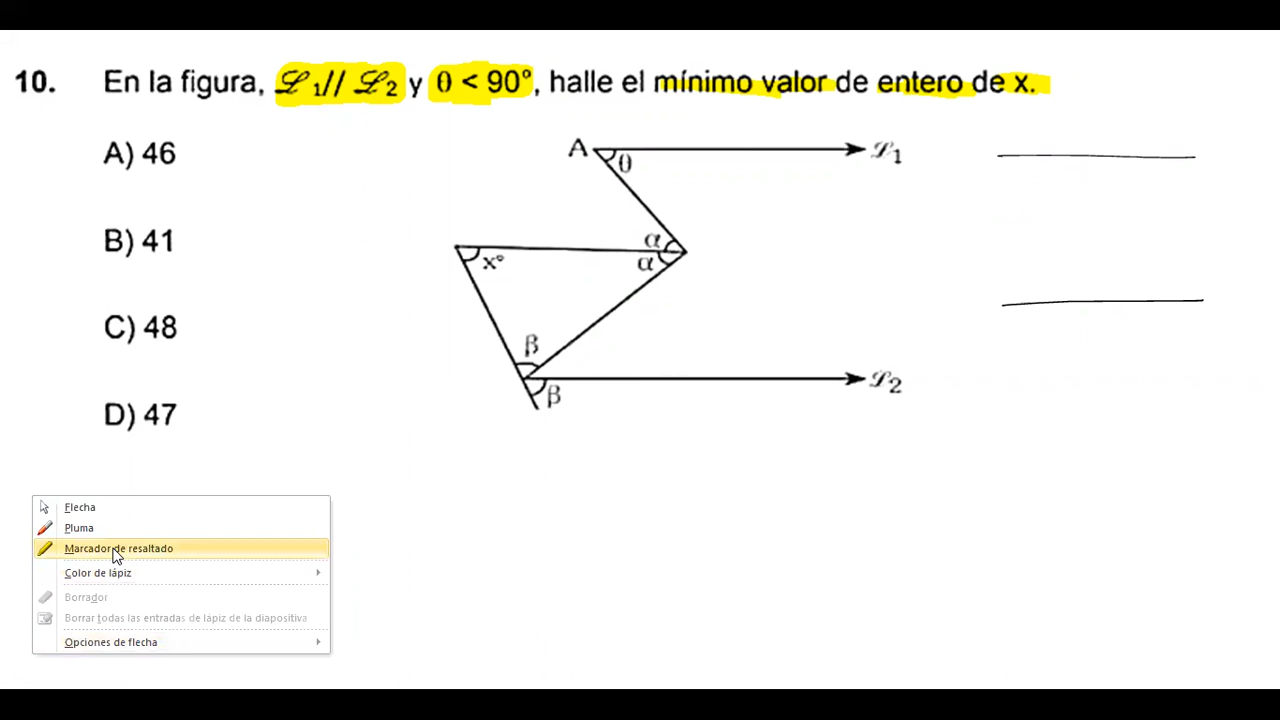 10. En la figura, ℒ1// ℒ2 y θ < 90°, halle el mínimo valor de entero de x.
A) 46
B) 41
C) 48
D) 47
A
θ
ℒ1
α
α
x°
β
β
ℒ2
Flecha
Pluma
Marcador de resaltado
Color de lápiz
Borrador
Borrar todas las entradas de lápiz de la diapositiva
Opciones de flecha